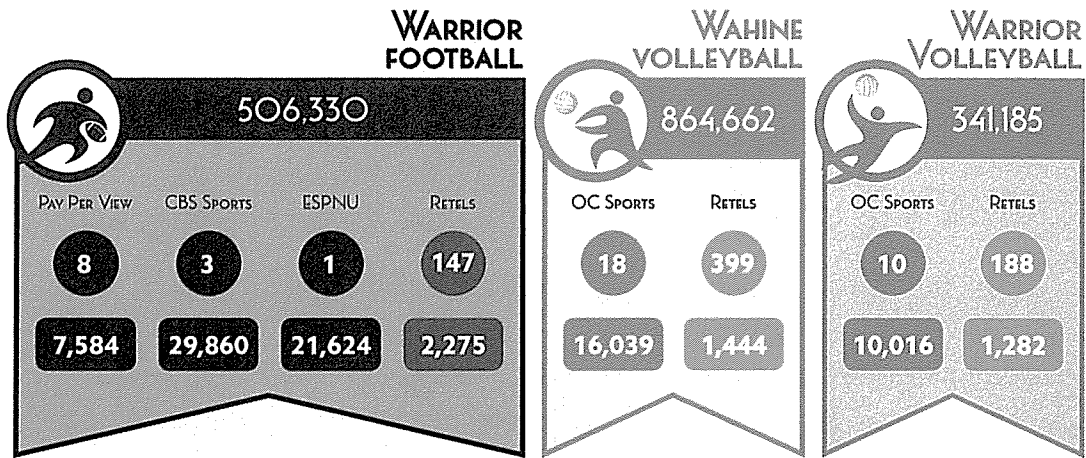 WARRIOR
FOOTBALL
506,330
PAY PER VIEW CBS SPORTS ESPNU RETELS
8 3 1 147
7,584 29,860 21,624 2,275
WAHINE
VOLLEYBALL
864,662
OC SPORTS RETELS
18 399
16,039 1,444
WARRIOR
VOLLEYBALL
341,185
OC SPORTS RETELS
10 188
10,016 1,282